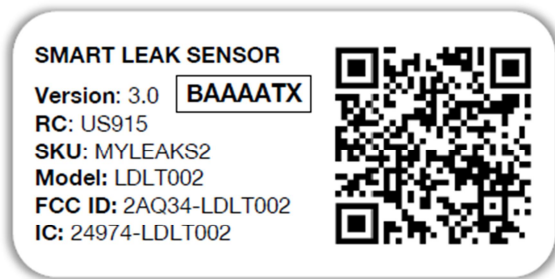 SMART LEAK SENSOR
Version: 3.0 BAAAATX
RC: US915
SKU: MYLEAKS2
Model: LDLT002
FCC ID: 2AQ34-LDLT002
IC: 24974-LDLT002